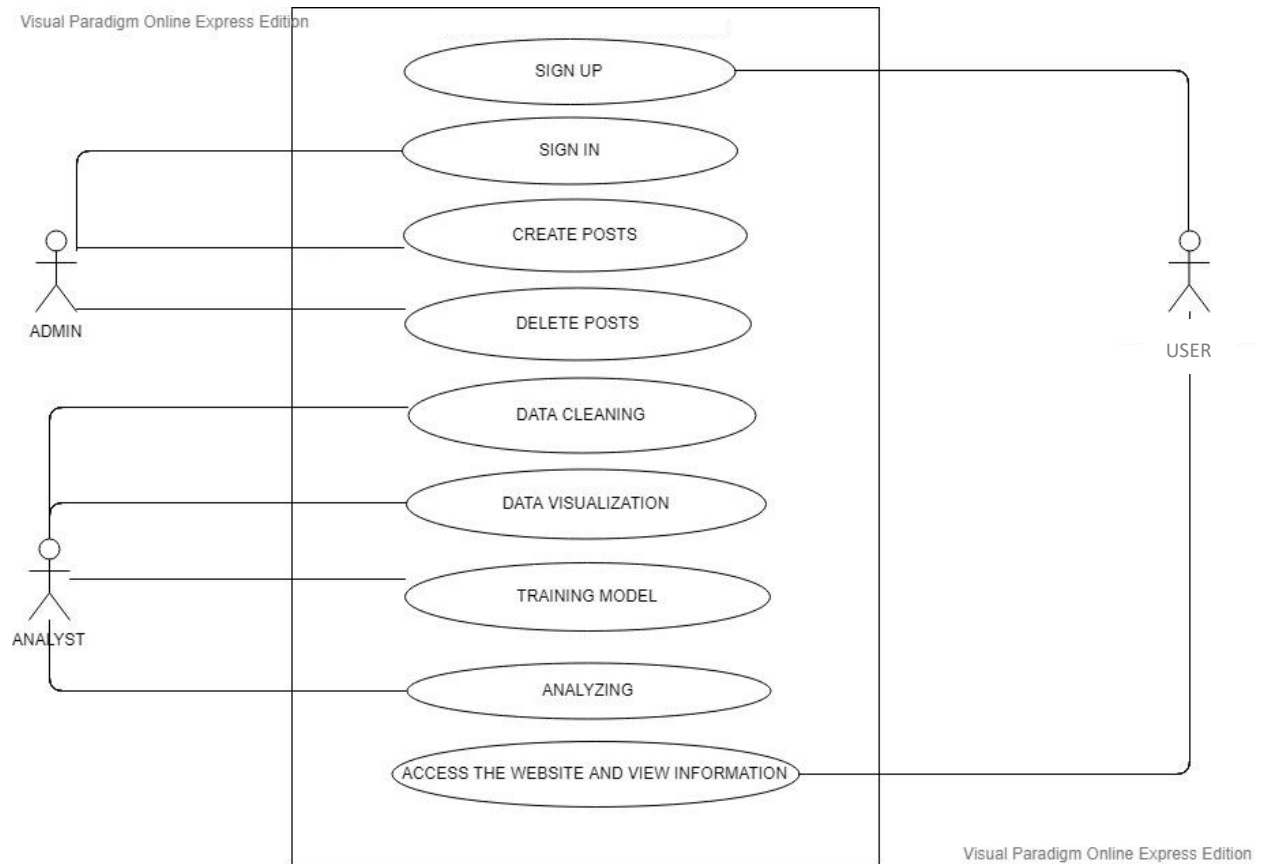 Visual Paradigm Online Express Edition
SIGN UP
SIGN IN
CREATE POSTS
ADMIN
DELETE POSTS
USER
DATA CLEANING
DATA VISUALIZATION
TRAINING MODEL
ANALYST
ANALYZING
ACCESS THE WEBSITE AND VIEW INFORMATION
Visual Paradigm Online Express Edition